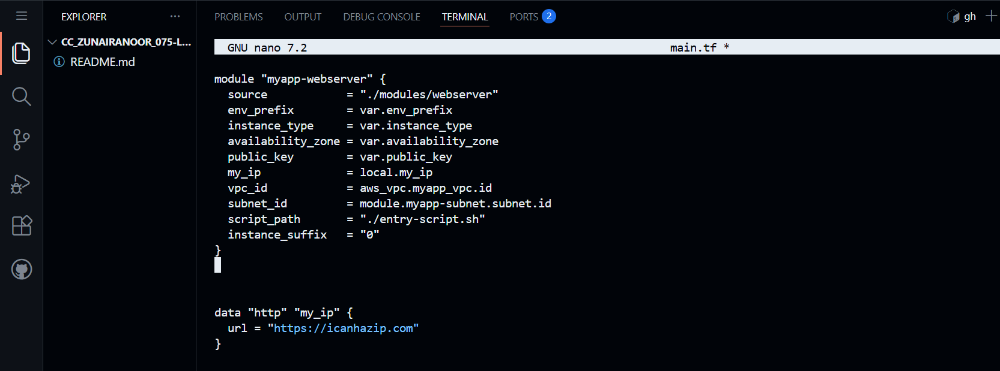 EXPLORER ...
CC_ZUNAIRANOOR_075-L...
README.md
PROBLEMS OUTPUT DEBUG CONSOLE TERMINAL PORTS 2 gh
GNU nano 7.2 main.tf *
module "myapp-webserver" {
  source            = "./modules/webserver"
  env_prefix        = var.env_prefix
  instance_type     = var.instance_type
  availability_zone = var.availability_zone
  public_key        = var.public_key
  my_ip             = local.my_ip
  vpc_id            = aws_vpc.myapp_vpc.id
  subnet_id         = module.myapp-subnet.subnet.id
  script_path       = "./entry-script.sh"
  instance_suffix   = "0"
}
data "http" "my_ip" {
  url = "https://icanhazip.com"
}